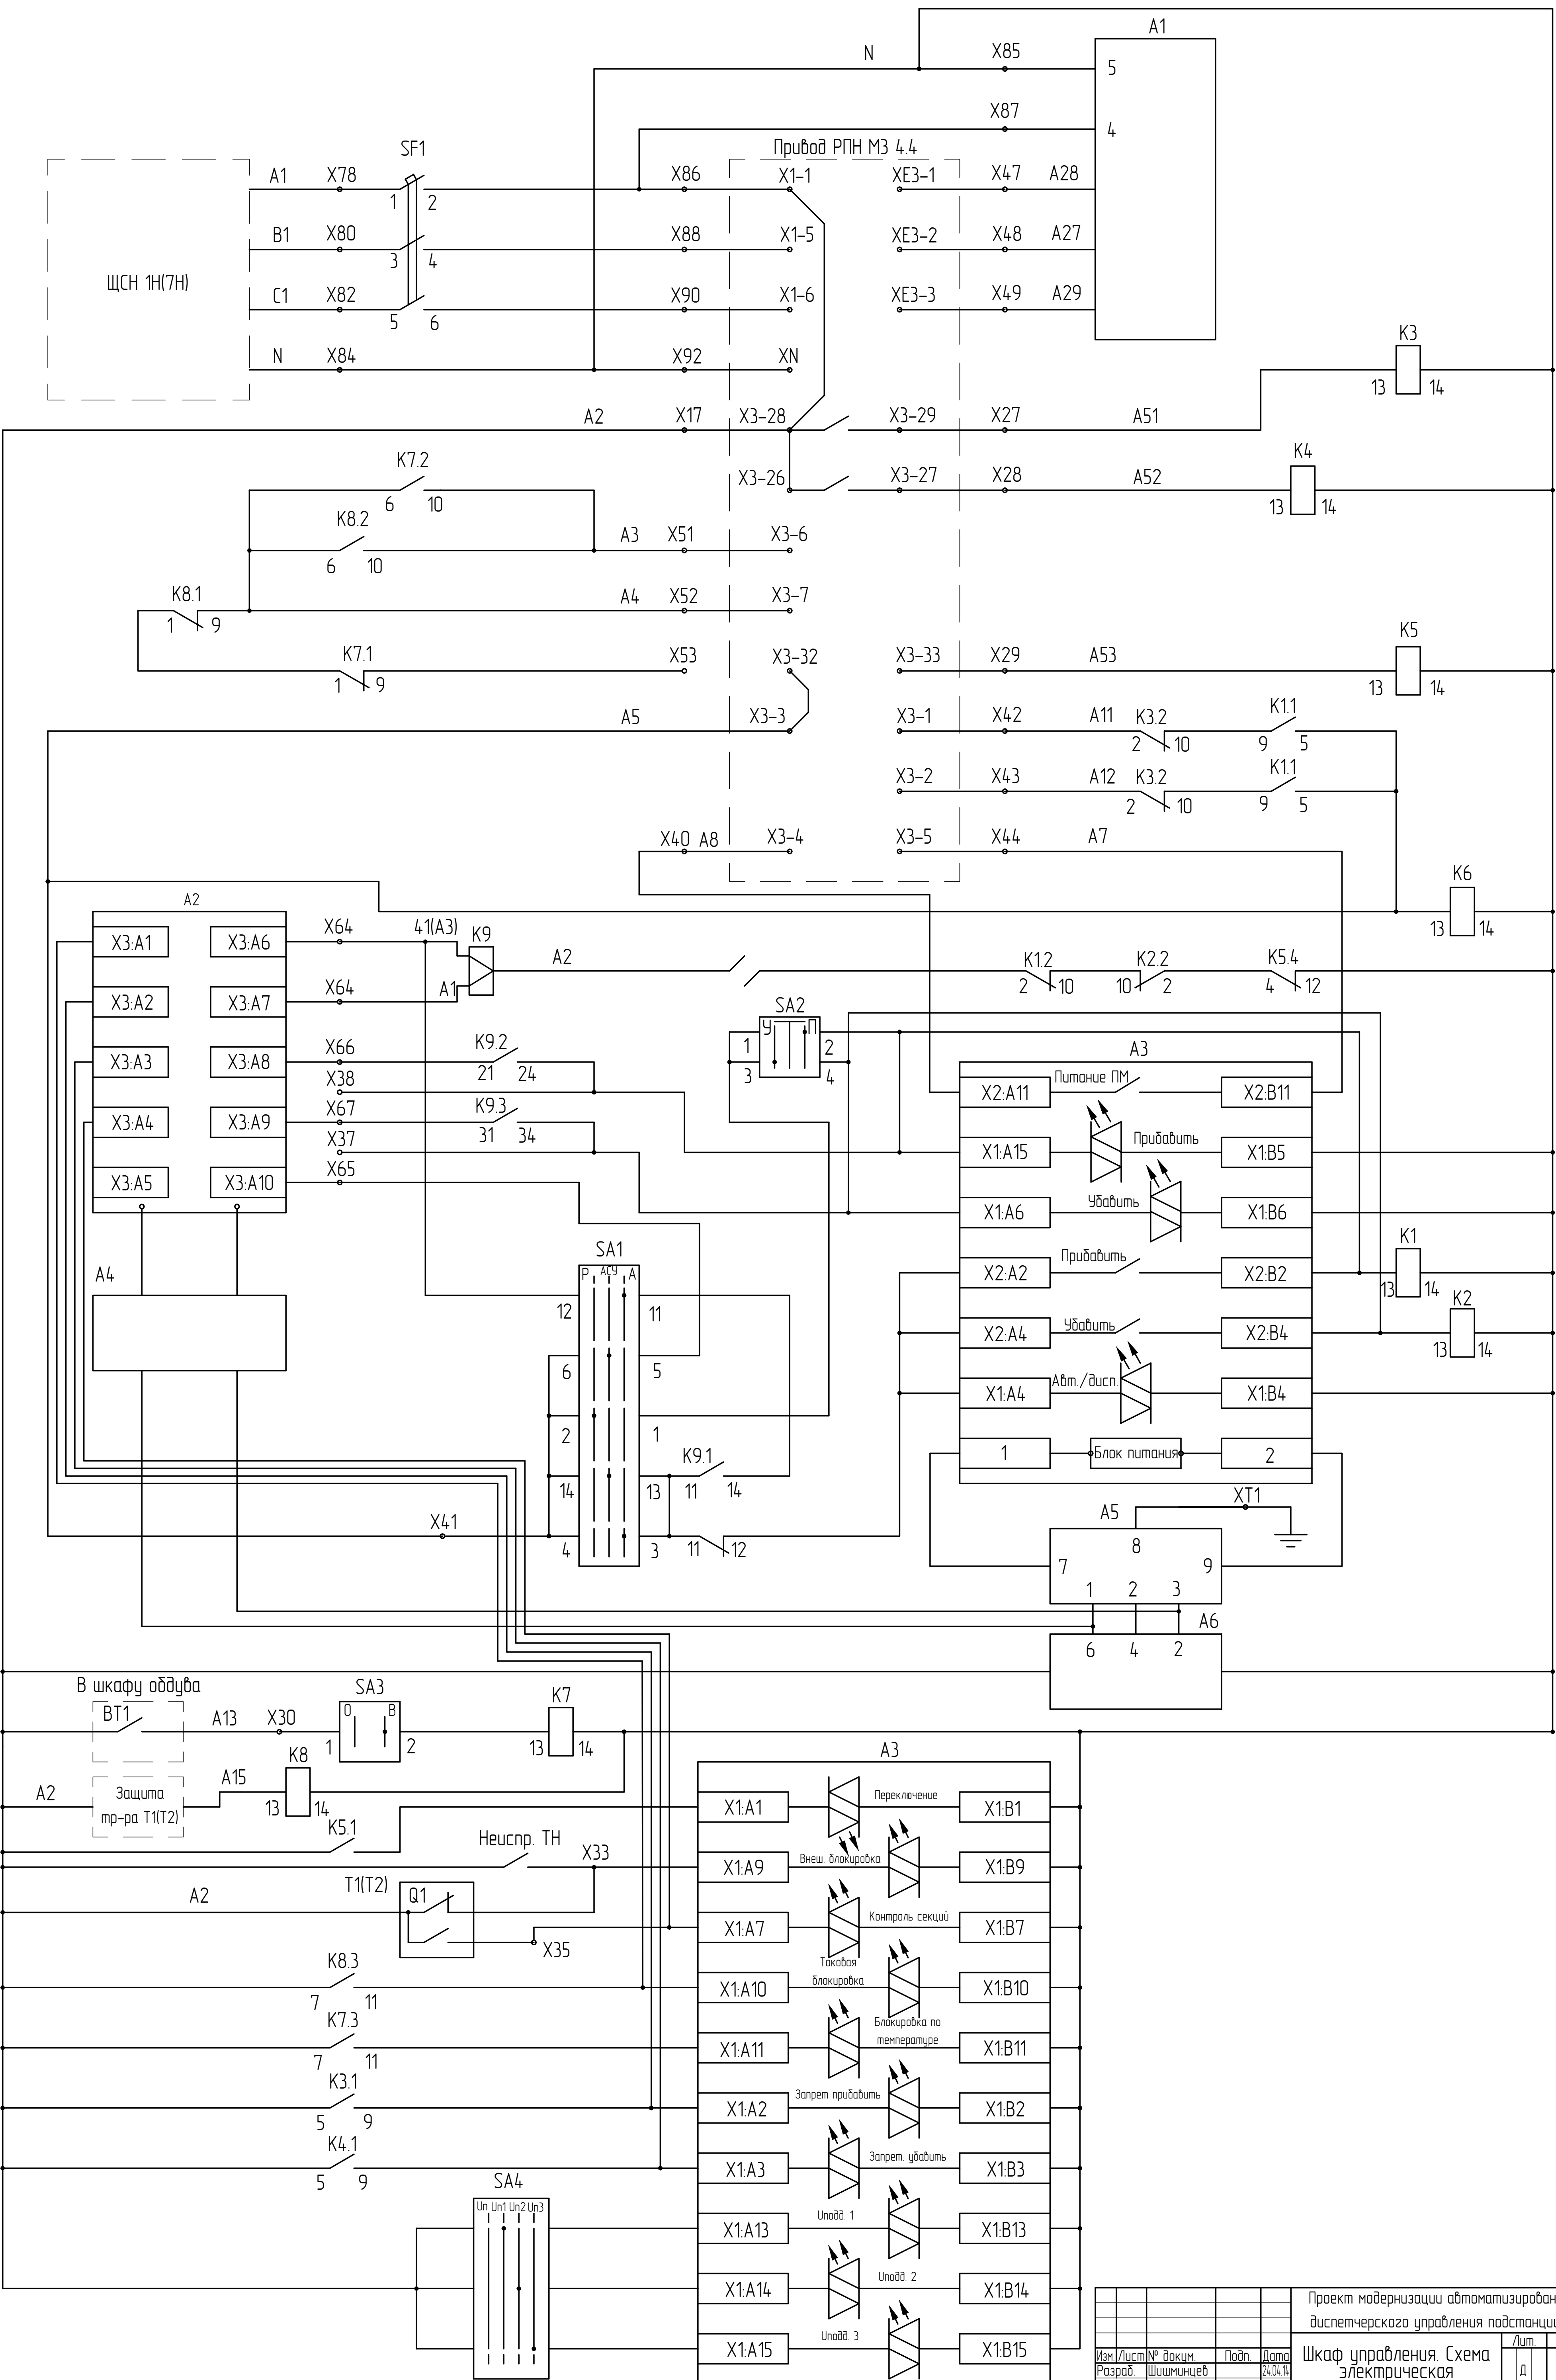 A1
N X85 5
X87 4
SF1
Привод РПН МЗ 4.4
A1 X78 1 2 X86 X1-1 XE3-1 X47 A28
B1 X80 3 4 X88 X1-5 XE3-2 X48 A27
ЩСН 1Н(7Н)
C1 X82 5 6 X90 X1-6 XE3-3 X49 A29
N X84 X92 XN
K3
13 14
A2 X17 X3-28 X3-29 X27 A51
K7.2
6 10
X3-26 X3-27 X28 A52
K4
13 14
K8.2
6 10
A3 X51 X3-6
K8.1
1 9
A4 X52 X3-7
K7.1
1 9
X53 X3-32 X3-33 X29 A53
K5
13 14
A5 X3-3 X3-1 X42 A11 K3.2 K1.1
2 10 9 5
X3-2 X43 A12 K3.2 K1.1
2 10 9 5
X40 A8 X3-4 X3-5 X44 A7
K6
13 14
A2
X3:A1 X3:A6 X64 41(A3) K9
A2 K1.2 K2.2 K5.4
2 10 10 2 4 12
X3:A2 X3:A7 X64 A1
SA2
У П
1 2
3 4
X3:A3 X3:A8 X66 K9.2
21 24
X38
X3:A4 X3:A9 X67 K9.3
31 34
X37
X3:A5 X3:A10 X65
A3
X2:A11 Питание ПМ X2:B11
X1:A15 Прибавить X1:B5
X1:A6 Убавить X1:B6
X2:A2 Прибавить X2:B2
K1
13 14
X2:A4 Убавить X2:B4
K2
13 14
X1:A4 Авт./дисп. X1:B4
1 Блок питания 2
A4
SA1
Р АСУ А
12 11
6 5
2 1
K9.1
14 13 11 14
X41
4 3 11 12
XT1
A5
8
7 9
1 2 3
A6
6 4 2
В шкафу обдува
BT1 A13 X30
SA3
О В
1 2
K7
13 14
A2 Защита
тр-ра Т1(Т2)
A15 K8
13 14
K5.1
Неиспр. ТН X33
A2 Т1(Т2) Q1
X35
K8.3
7 11
K7.3
7 11
K3.1
5 9
K4.1
5 9
SA4
Uп Uп1 Uп2 Uп3
A3
X1:A1 Переключение X1:B1
X1:A9 Внеш. блокировка X1:B9
X1:A7 Контроль секций X1:B7
X1:A10 Токовая
блокировка X1:B10
X1:A11 Блокировка по
температуре X1:B11
X1:A2 Запрет прибавить X1:B2
X1:A3 Запрет. убавить X1:B3
X1:A13 Uподд. 1 X1:B13
X1:A14 Uподд. 2 X1:B14
X1:A15 Uподд. 3 X1:B15
Проект модернизации автоматизирован
диспетчерского управления подстанци
Изм. Лист № докум. Подп. Дата
Разраб. Шишминцев 24.04.14
Шкаф управления. Схема
электрическая
Лит.
Д